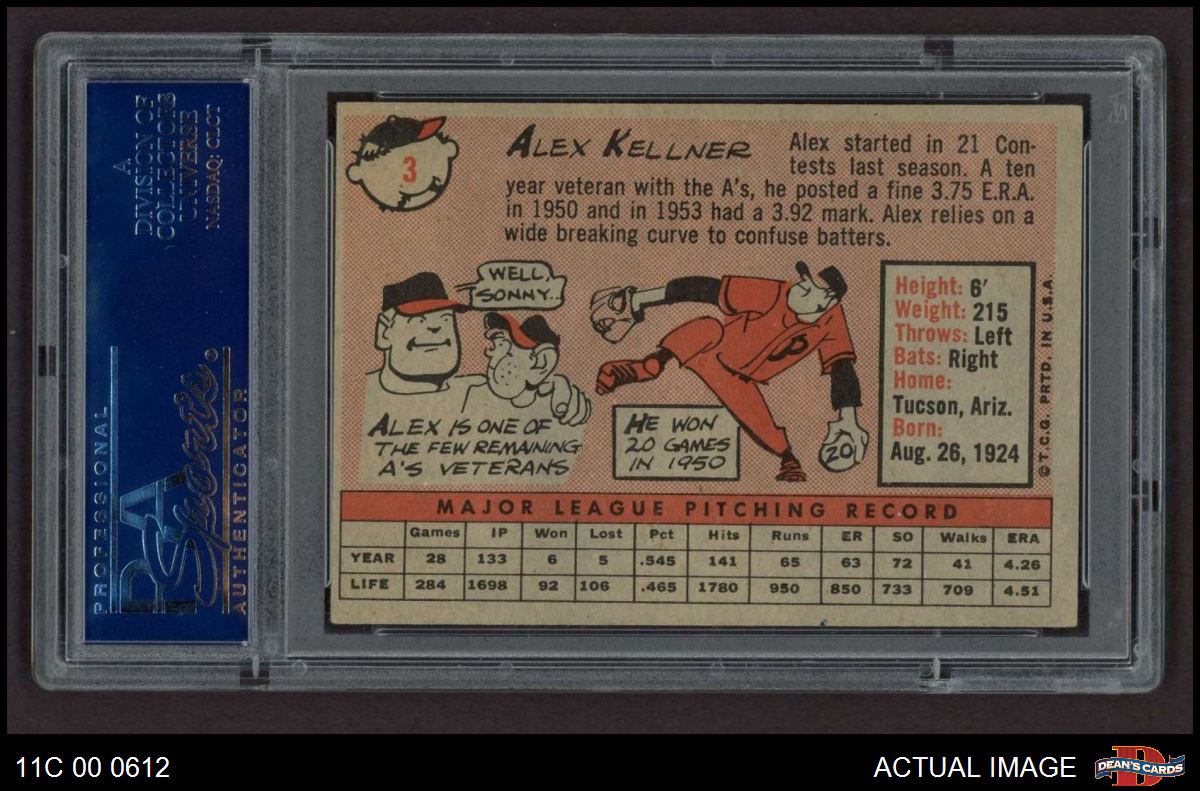 A
DIVISION OF
COLLECTORS
UNIVERSE
NASDAQ: CLCT
PSA
Sports
PROFESSIONAL
AUTHENTICATOR
3
ALEX KELLNER
Alex started in 21 Con-
tests last season. A ten
year veteran with the A's, he posted a fine 3.75 E.R.A.
in 1950 and in 1953 had a 3.92 mark. Alex relies on a
wide breaking curve to confuse batters.
WELL,
SONNY..
ALEX IS ONE OF
THE FEW REMAINING
A'S VETERANS
HE WON
20 GAMES
IN 1950
20
Height: 6'
Weight: 215
Throws: Left
Bats: Right
Home:
Tucson, Ariz.
Born:
Aug. 26, 1924
©T.C.G. PRTD. IN U.S.A.
MAJOR LEAGUE PITCHING RECORD
Games IP Won Lost Pct Hits Runs ER SO Walks ERA
YEAR 28 133 6 5 .545 141 65 63 72 41 4.26
LIFE 284 1698 92 106 .465 1780 950 850 733 709 4.51
11C 00 0612
ACTUAL IMAGE
D
DEAN'S CARDS